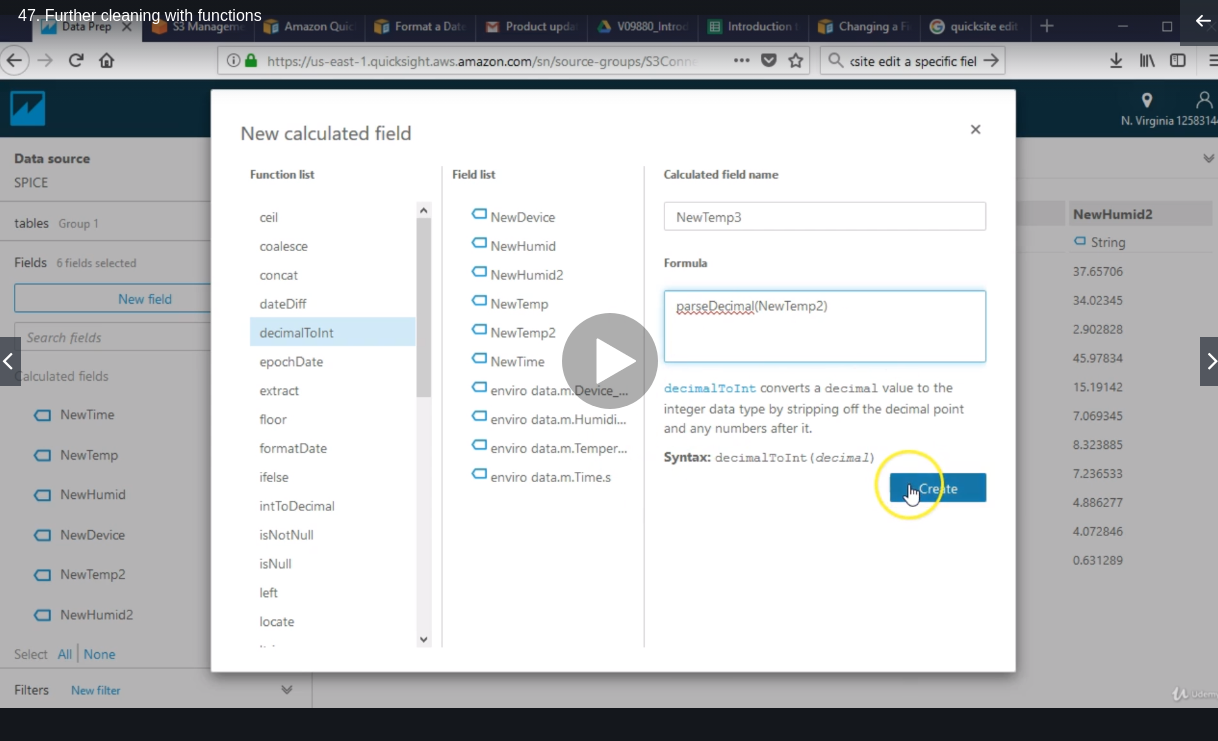 47. Further cleaning with functions
Data Prep
S3 Managem
Amazon Quic
Format a Date
Product upda
V09880_Introd
Introduction t
Changing a Fi
quicksite edit
https://us-east-1.quicksight.aws.amazon.com/sn/source-groups/S3Conn
csite edit a specific fiel
N. Virginia 1258314
Data source
SPICE
tables Group 1
Fields 6 fields selected
New field
Search fields
Calculated fields
NewTime
NewTemp
NewHumid
NewDevice
NewTemp2
NewHumid2
Select All None
Filters New filter
New calculated field
Function list
ceil
coalesce
concat
dateDiff
decimalToInt
epochDate
extract
floor
formatDate
ifelse
intToDecimal
isNotNull
isNull
left
locate
Field list
NewDevice
NewHumid
NewHumid2
NewTemp
NewTemp2
NewTime
enviro data.m.Device_...
enviro data.m.Humidi...
enviro data.m.Temper...
enviro data.m.Time.s
Calculated field name
NewTemp3
Formula
parseDecimal(NewTemp2)
decimalToInt converts a decimal value to the
integer data type by stripping off the decimal point
and any numbers after it.
Syntax: decimalToInt(decimal)
Create
NewHumid2
String
37.65706
34.02345
2.902828
45.97834
15.19142
7.069345
8.323885
7.236533
4.886277
4.072846
0.631289